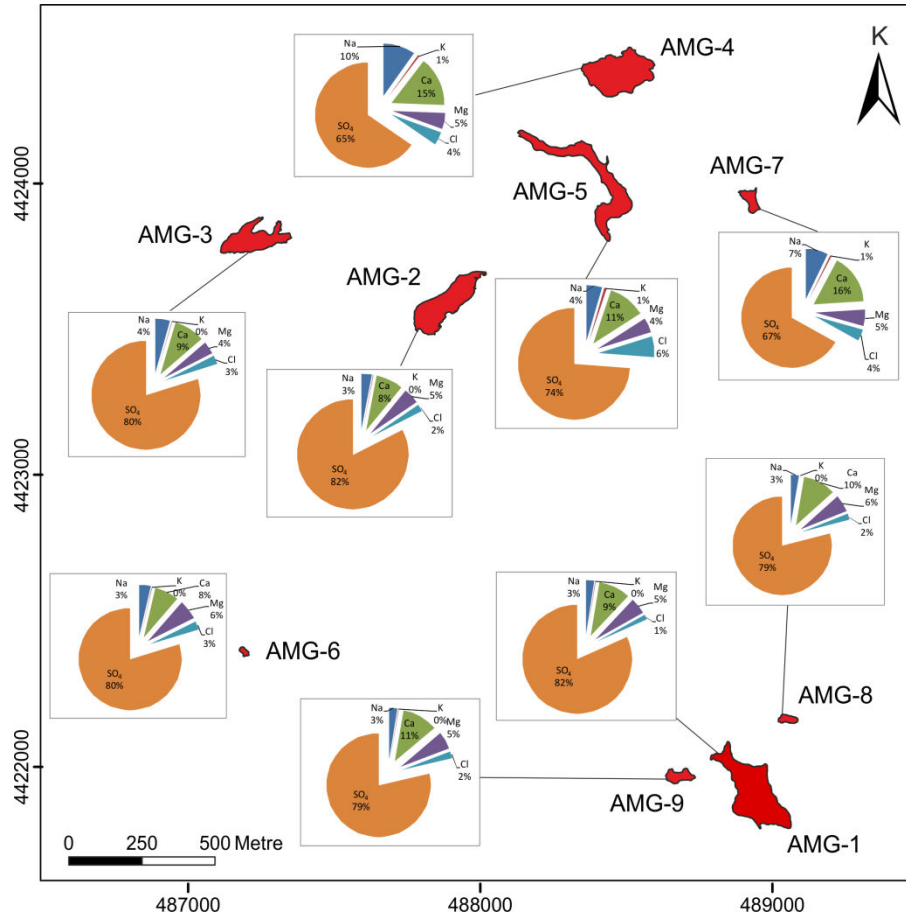 AMG-4
K
Na
10%
K
1%
Ca
15%
Mg
5%
Cl
4%
SO₄
65%
4424000
AMG-5
AMG-7
AMG-3
AMG-2
Na
7%
K
1%
Ca
16%
Mg
5%
Cl
4%
SO₄
67%
Na
4%
K
0%
Ca
9%
Mg
4%
Cl
3%
SO₄
80%
Na
3%
K
0%
Ca
8%
Mg
5%
Cl
2%
SO₄
82%
Na
4%
K
1%
Ca
11%
Mg
4%
Cl
6%
SO₄
74%
4423000
Na
3%
K
0%
Ca
10%
Mg
6%
Cl
2%
SO₄
79%
Na
3%
K
0%
Ca
8%
Mg
6%
Cl
3%
SO₄
80%
AMG-6
Na
3%
K
0%
Ca
9%
Mg
5%
Cl
1%
SO₄
82%
AMG-8
Na
3%
K
0%
Ca
11%
Mg
5%
Cl
2%
SO₄
79%
4422000
AMG-9
AMG-1
0 250 500 Metre
487000 488000 489000